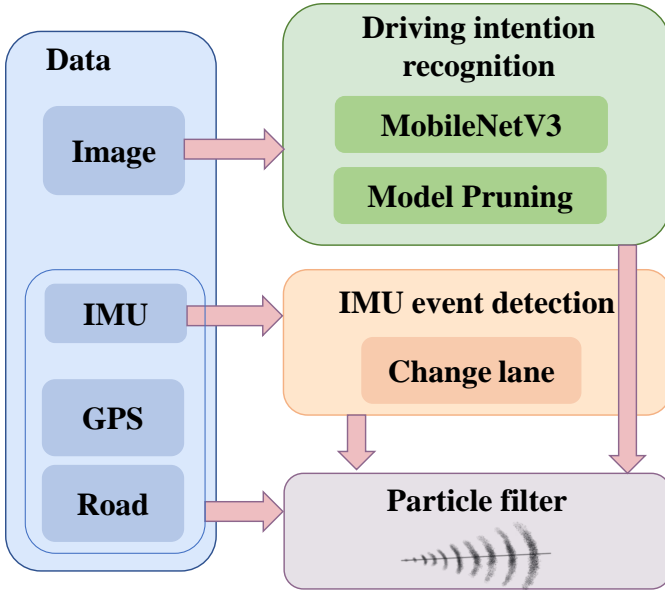 Data
Image
IMU
GPS
Road
Driving intention
recognition
MobileNetV3
Model Pruning
IMU event detection
Change lane
Particle filter